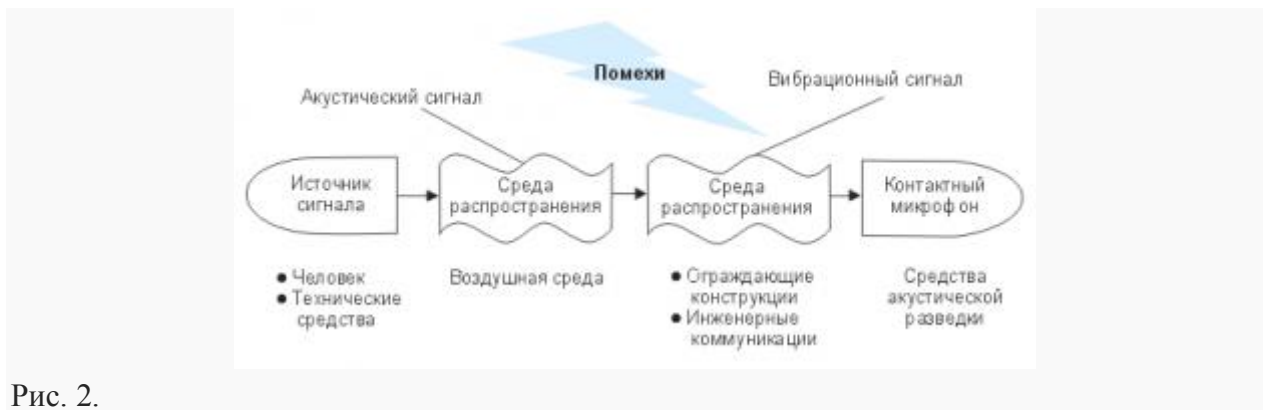 Помехи
Акустический сигнал
Вибрационный сигнал
Источник
сигнала
Среда
распространения
Среда
распространения
Контактный
микрофон
● Человек
● Технические
средства
Воздушная среда
● Ограждающие
конструкции
● Инженерные
коммуникации
Средства
акустической
разведки
Рис. 2.